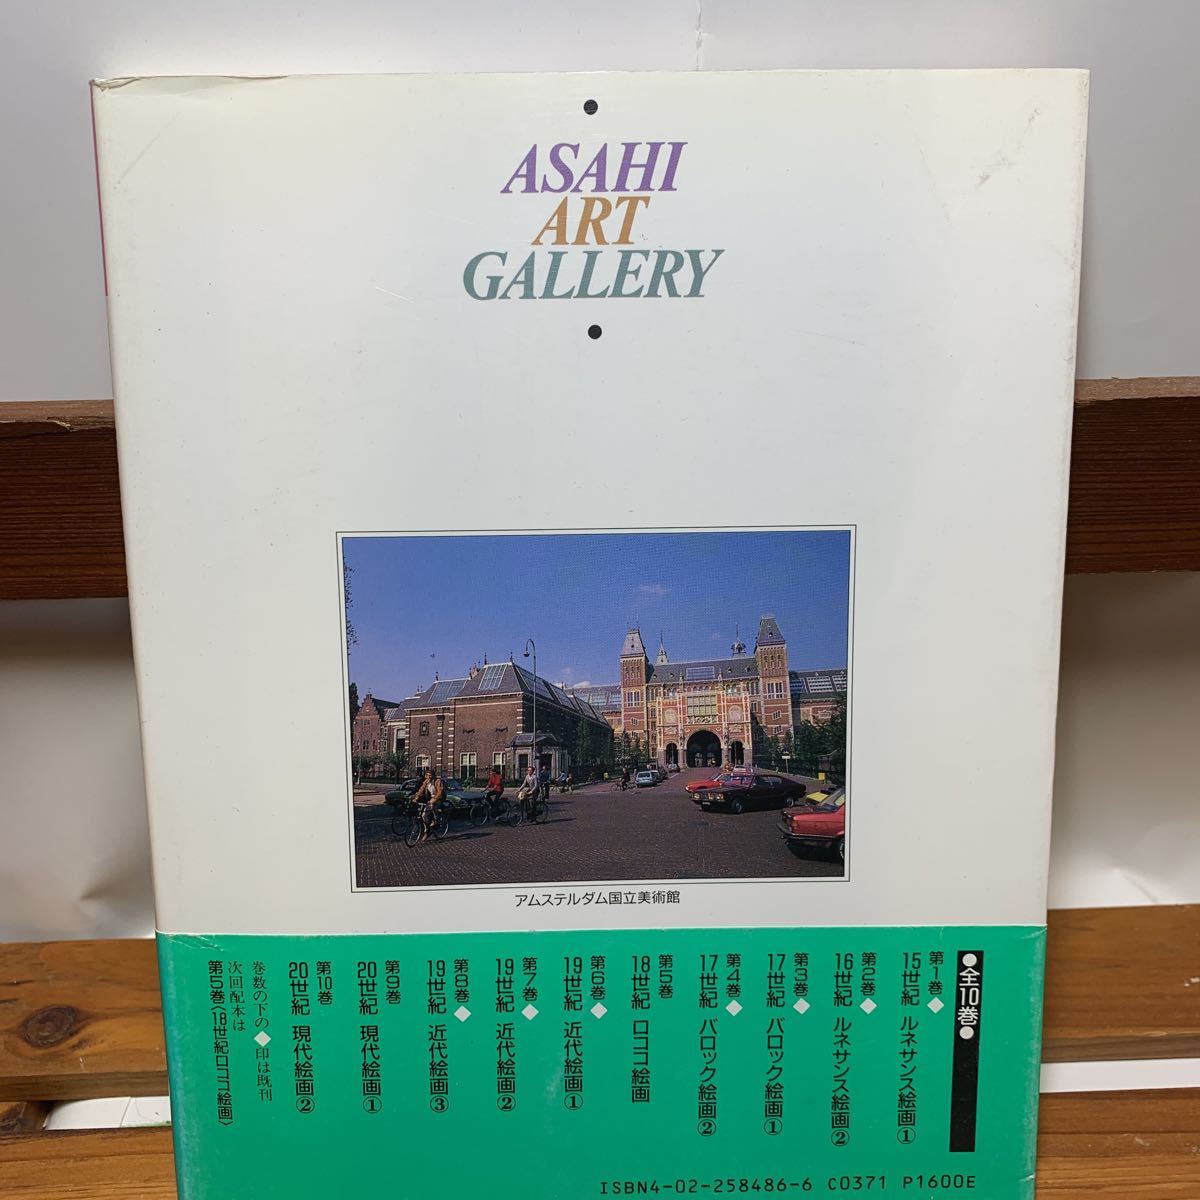 ASAHI
ART
GALLERY
アムステルダム国立美術館
●全10巻●
第1巻◆
15世紀 ルネサンス絵画①
第2巻◆
16世紀 ルネサンス絵画②
第3巻◆
17世紀 バロック絵画①
第4巻◆
17世紀 バロック絵画②
第5巻
18世紀 ロココ絵画
第6巻◆
19世紀 近代絵画①
第7巻◆
19世紀 近代絵画②
第8巻◆
19世紀 近代絵画③
第9巻
20世紀 現代絵画①
第10巻
20世紀 現代絵画②
巻数の下の◆印は既刊
次回配本は
第5巻〈18世紀ロココ絵画〉
ISBN4-02-258486-6 C0371 P1600E